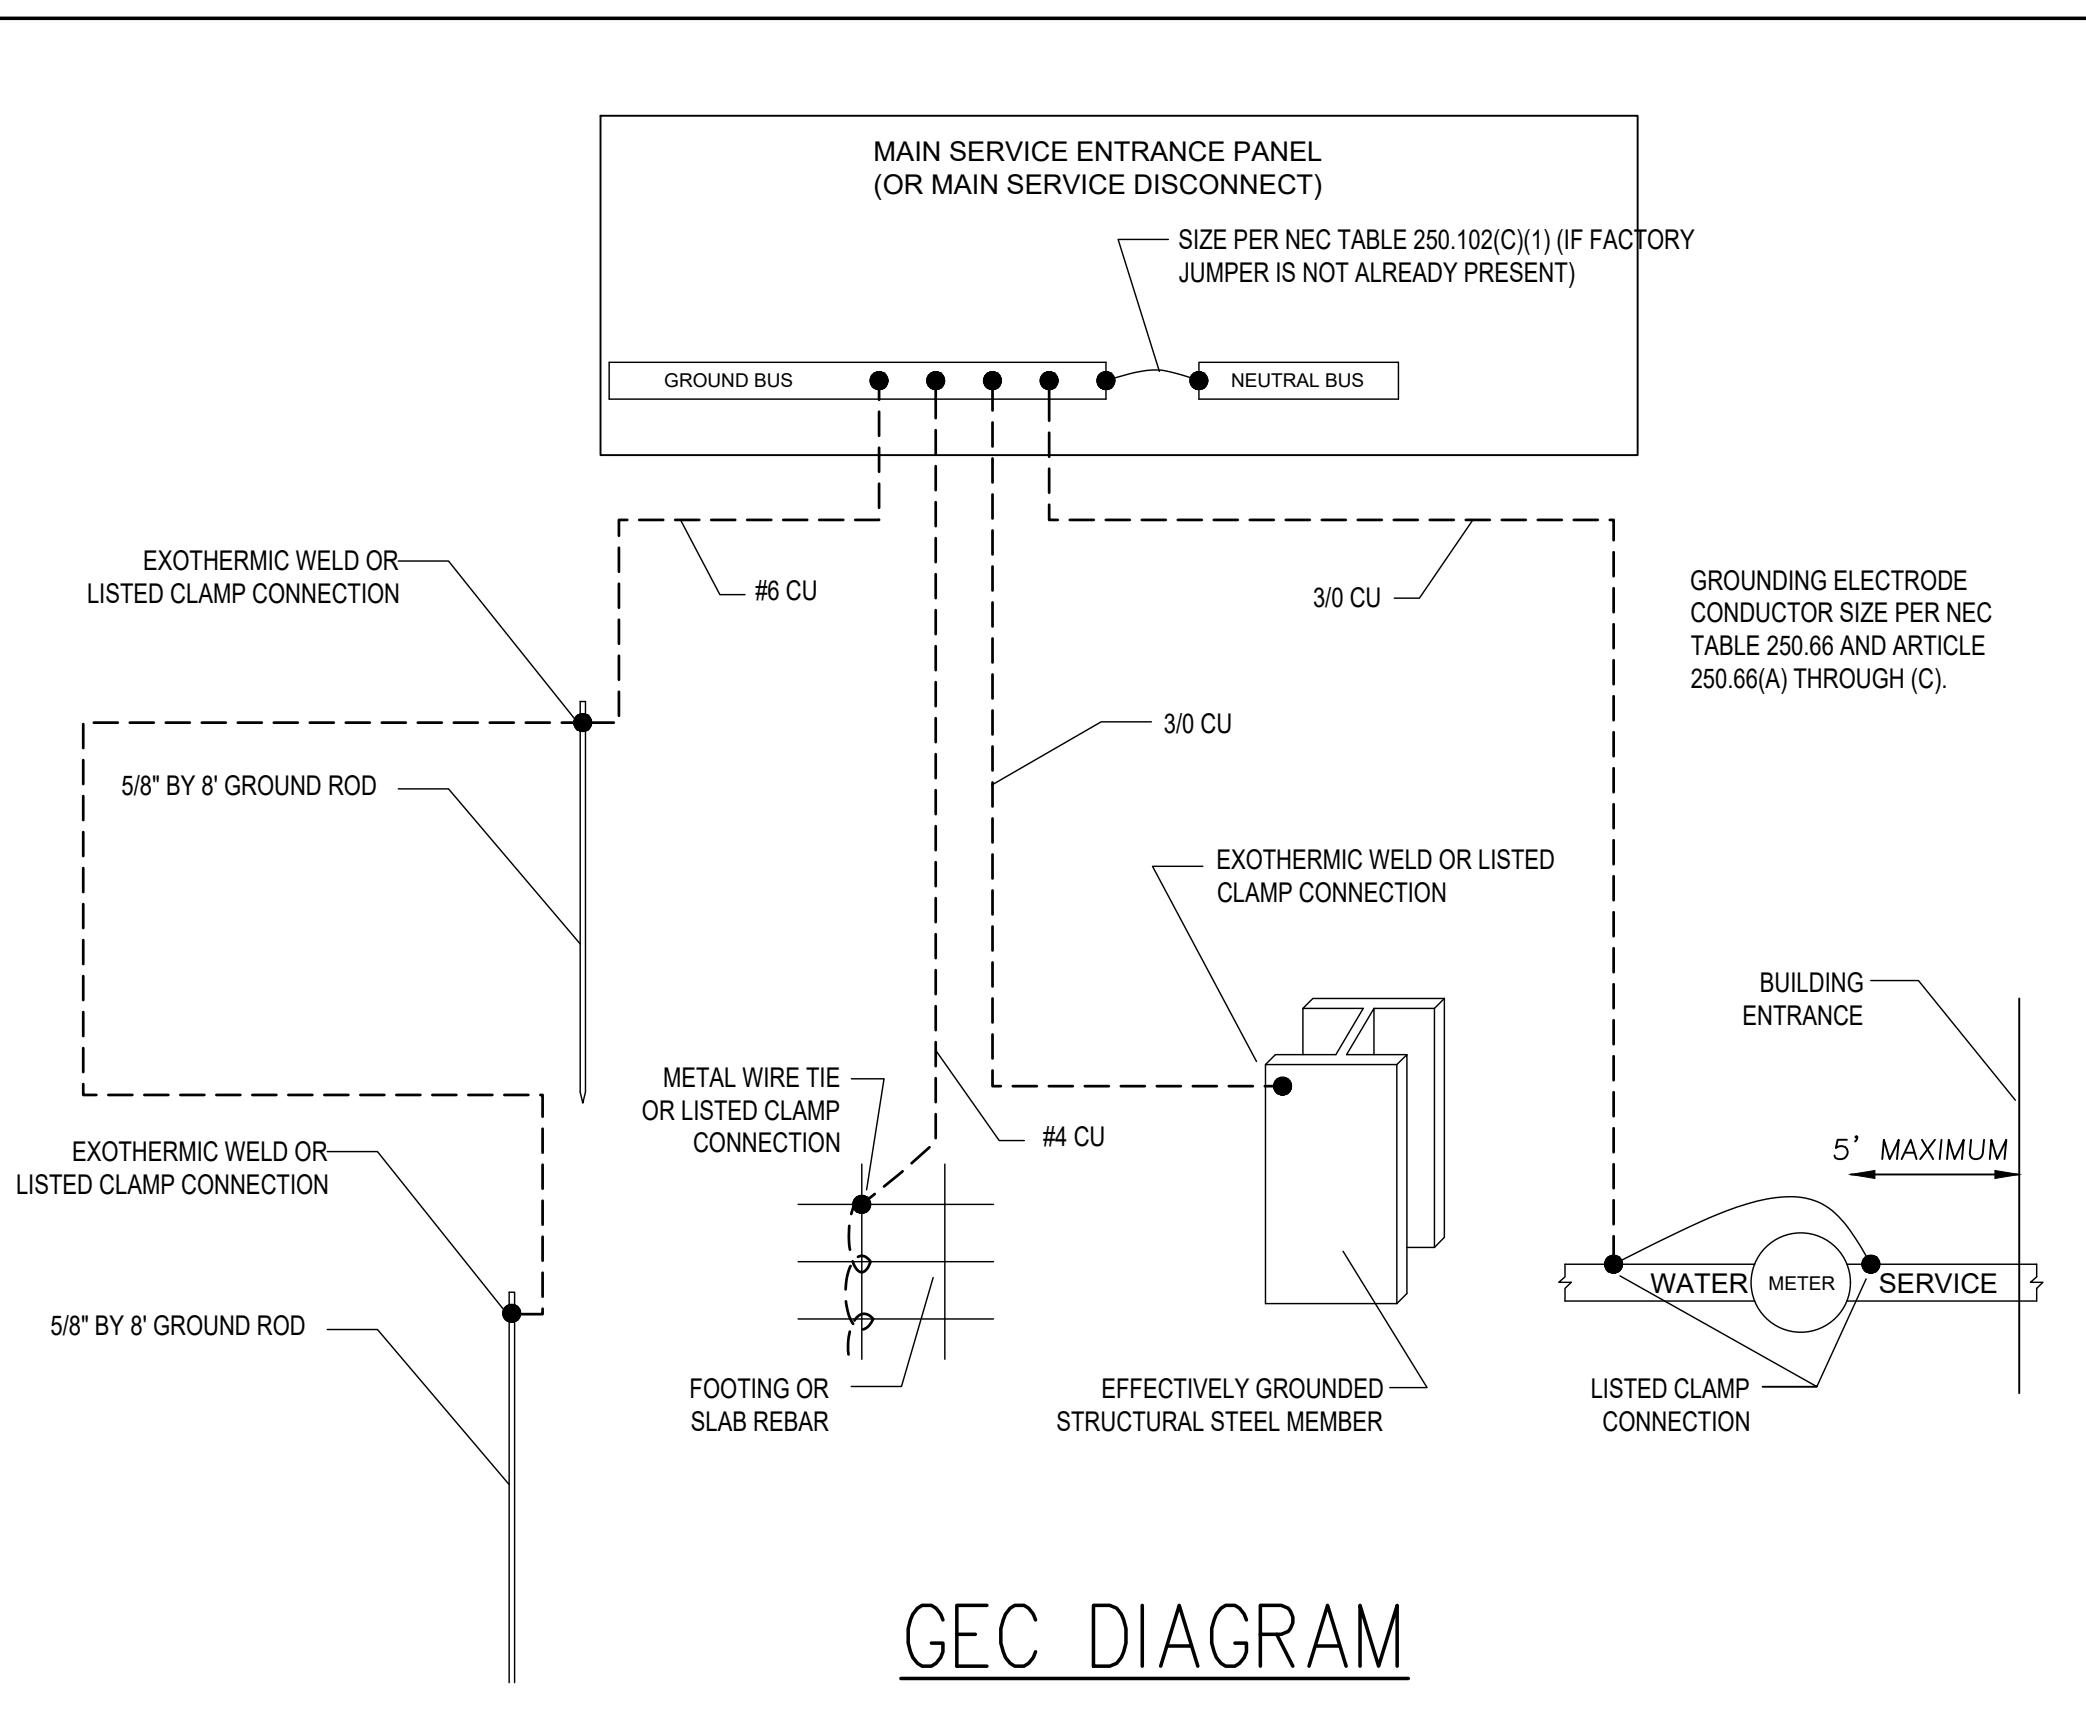 MAIN SERVICE ENTRANCE PANEL
(OR MAIN SERVICE DISCONNECT)
SIZE PER NEC TABLE 250.102(C)(1) (IF FACTORY
JUMPER IS NOT ALREADY PRESENT)
GROUND BUS
NEUTRAL BUS
EXOTHERMIC WELD OR
LISTED CLAMP CONNECTION
#6 CU
3/0 CU
GROUNDING ELECTRODE
CONDUCTOR SIZE PER NEC
TABLE 250.66 AND ARTICLE
250.66(A) THROUGH (C).
3/0 CU
5/8" BY 8' GROUND ROD
EXOTHERMIC WELD OR LISTED
CLAMP CONNECTION
BUILDING
ENTRANCE
METAL WIRE TIE
OR LISTED CLAMP
CONNECTION
#4 CU
5' MAXIMUM
EXOTHERMIC WELD OR
LISTED CLAMP CONNECTION
WATER
METER
SERVICE
5/8" BY 8' GROUND ROD
FOOTING OR
SLAB REBAR
EFFECTIVELY GROUNDED
STRUCTURAL STEEL MEMBER
LISTED CLAMP
CONNECTION
GEC DIAGRAM